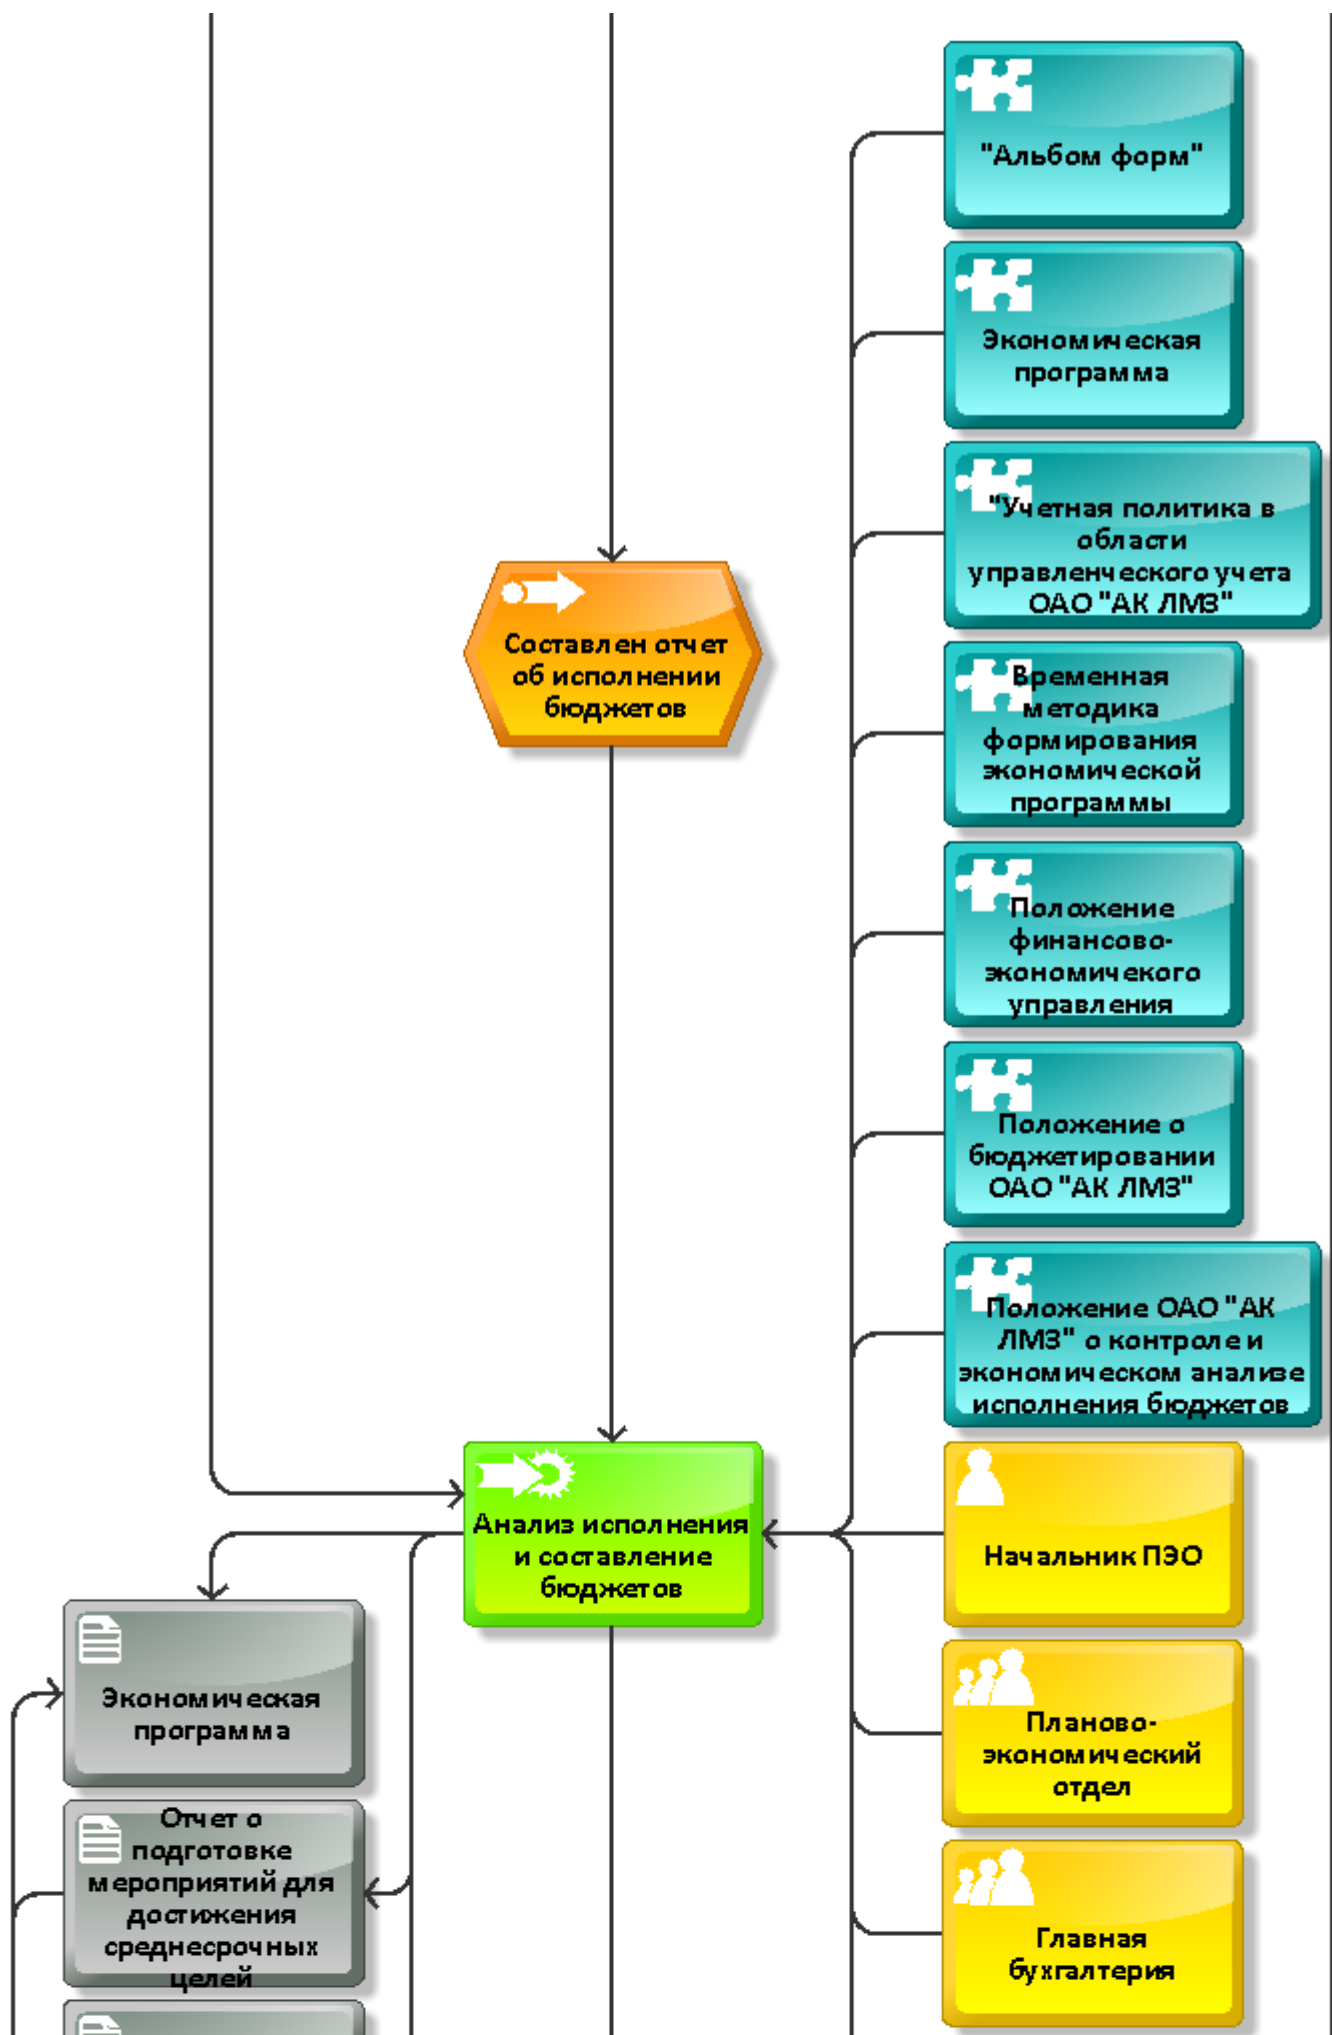 "Альбом форм"
Экономическая
программа
"Учетная политика в
области
управленческого учета
ОАО "АК ЛМЗ"
Составлен отчет
об исполнении
бюджетов
Временная
методика
формирования
экономической
программы
Положение
финансово-
экономичекого
управления
Положение о
бюджетировании
ОАО "АК ЛМЗ"
Положение ОАО "АК
ЛМЗ" о контроле и
экономическом анализе
исполнения бюджетов
Анализ исполнения
и составление
бюджетов
Начальник ПЭО
Экономическая
программа
Планово-
экономический
отдел
Отчет о
подготовке
мероприятий для
достижения
среднесрочных
целей
Главная
бухгалтерия